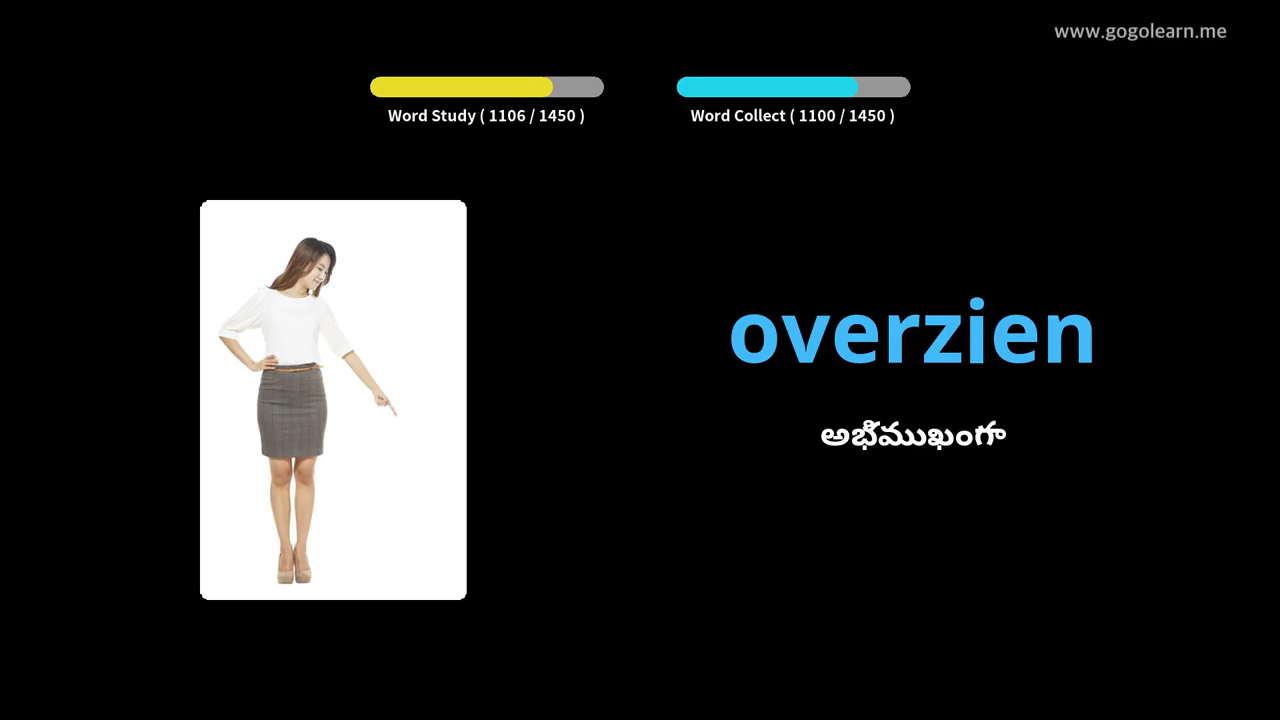 www.gogolearn.me
Word Study ( 1106 / 1450 )
Word Collect ( 1100 / 1450 )
overzien
అభిముఖంగా